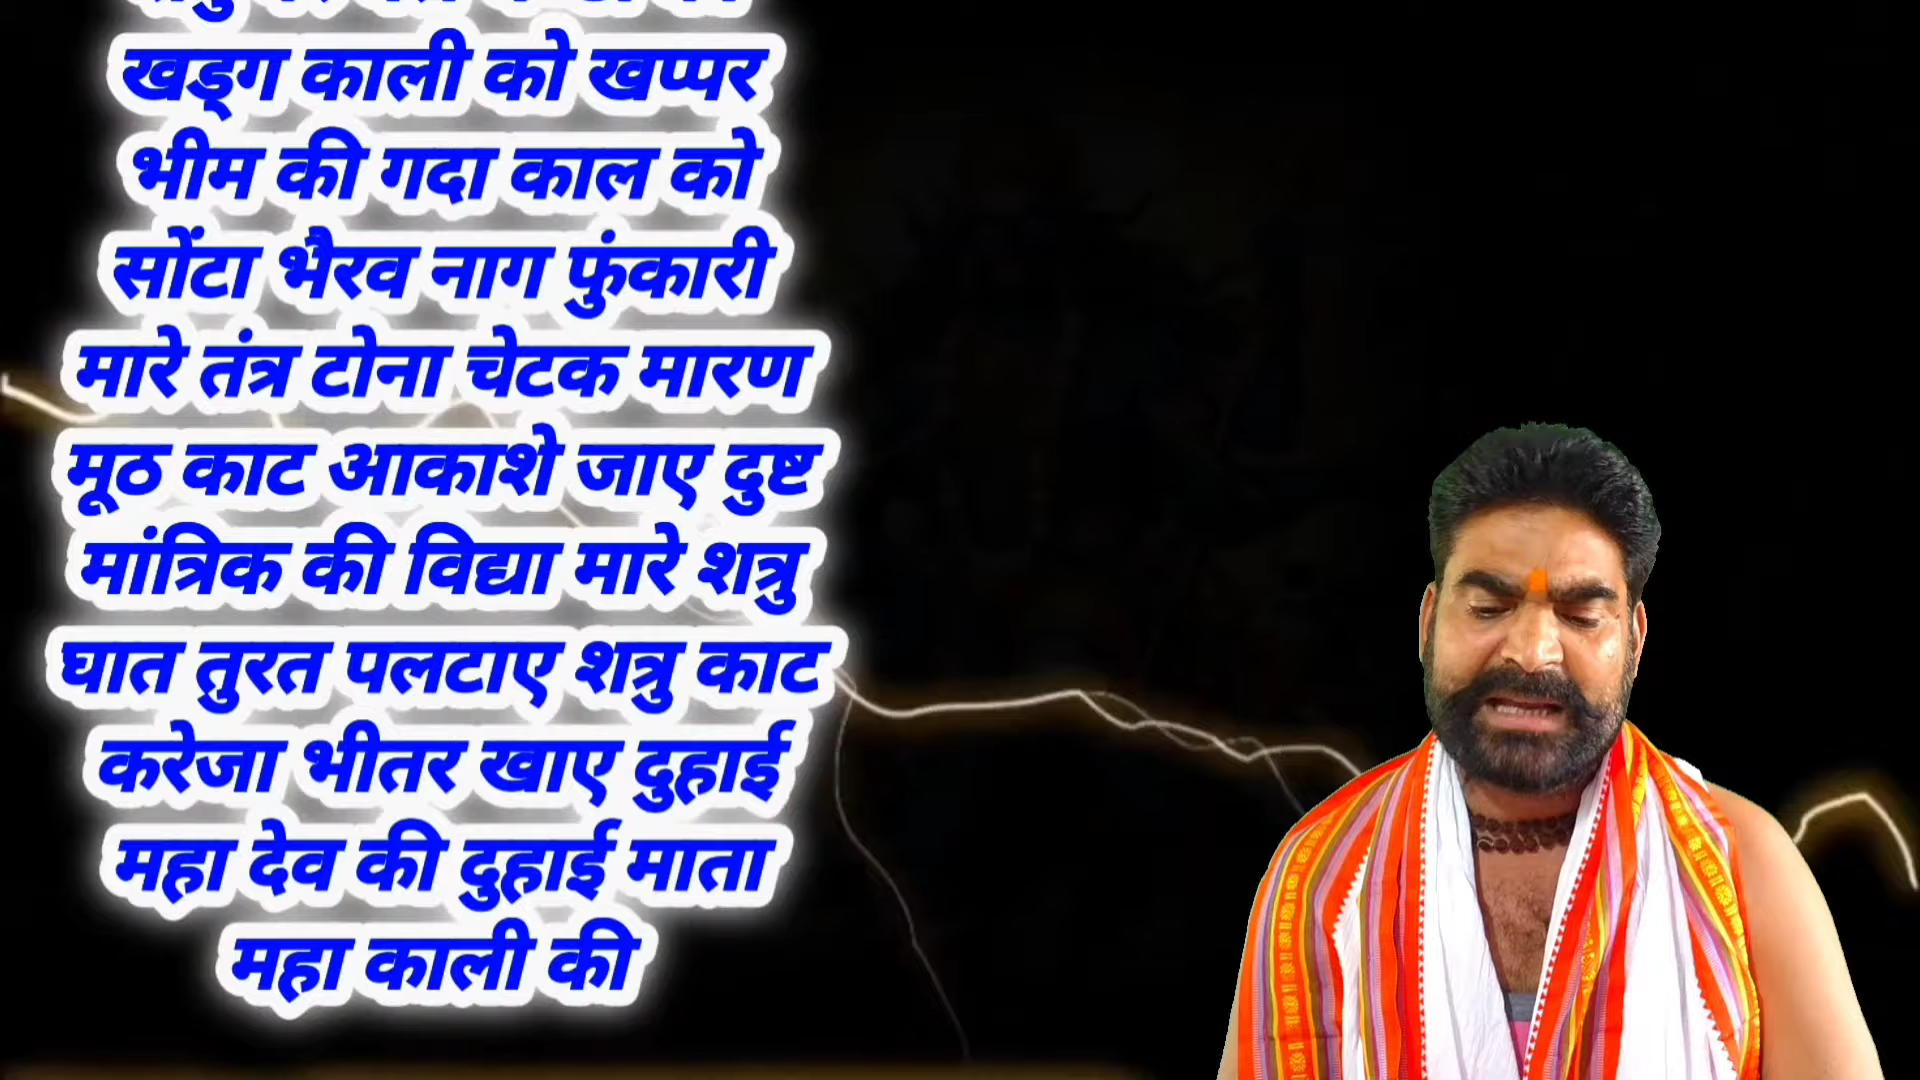 खड्ग काली को खप्पर
भीम की गदा काल को
सोंटा भैरव नाग फुंकारी
मारे तंत्र टोना चेटक मारण
मूठ काट आकाशे जाए दुष्ट
मांत्रिक की विद्या मारे शत्रु
घात तुरत पलटाए शत्रु काट
करेजा भीतर खाए दुहाई
महा देव की दुहाई माता
महा काली की